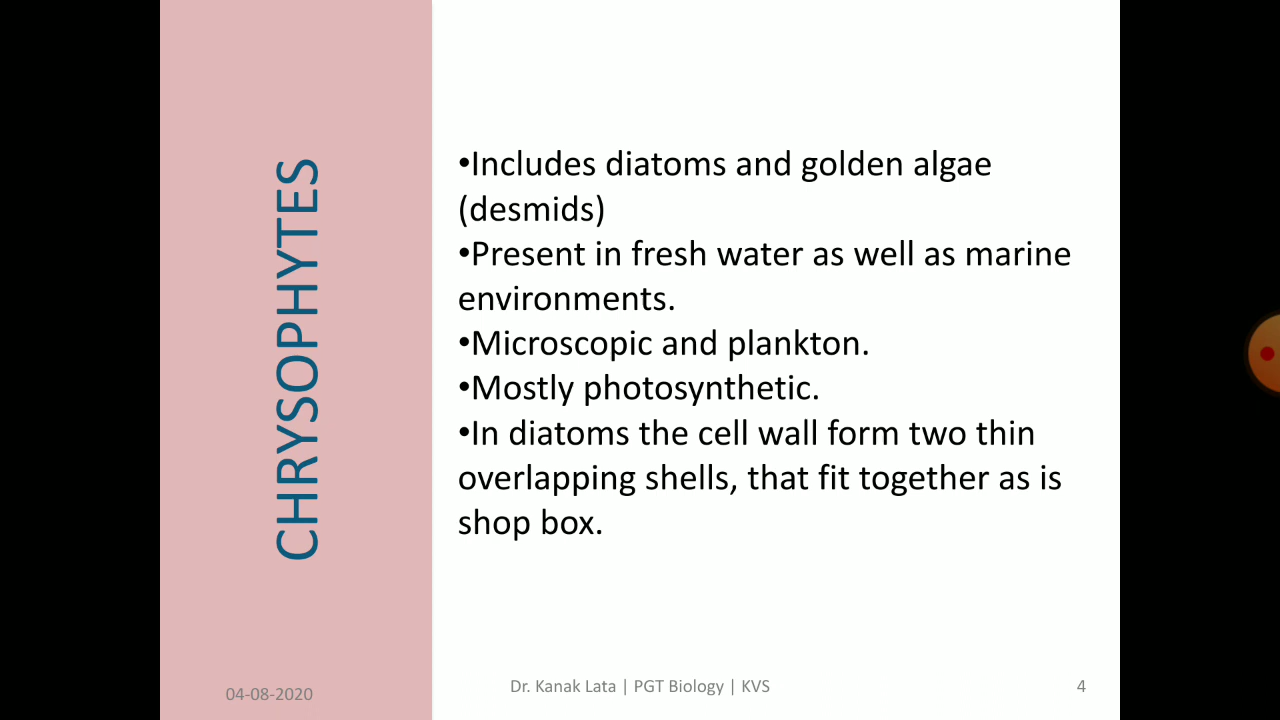 CHRYSOPHYTES
•Includes diatoms and golden algae
(desmids)
•Present in fresh water as well as marine
environments.
•Microscopic and plankton.
•Mostly photosynthetic.
•In diatoms the cell wall form two thin
overlapping shells, that fit together as is
shop box.
04-08-2020
Dr. Kanak Lata | PGT Biology | KVS
4